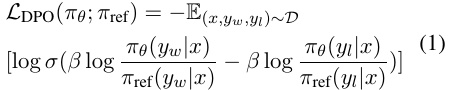 ℒ_DPO(π_θ; π_ref) = −𝔼_(x,y_w,y_l)∼𝒟
[log σ(β log π_θ(y_w|x)/π_ref(y_w|x) − β log π_θ(y_l|x)/π_ref(y_l|x))] (1)